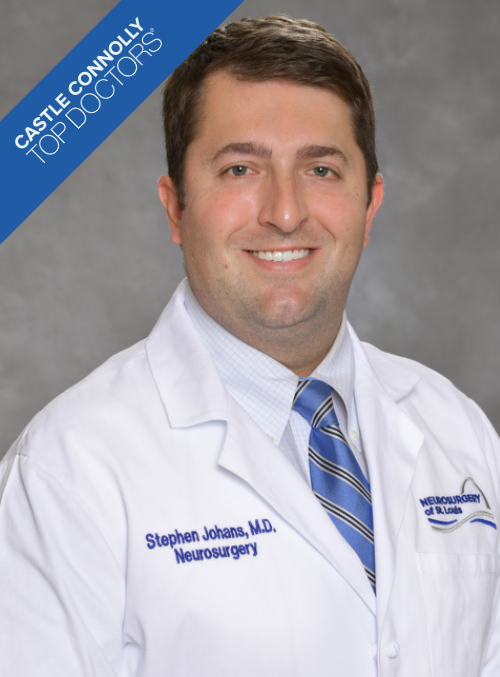 CASTLE CONNOLLY
TOP DOCTORS®
Stephen Johans, M.D.
Neurosurgery
NEUROSURGERY
of St. Louis